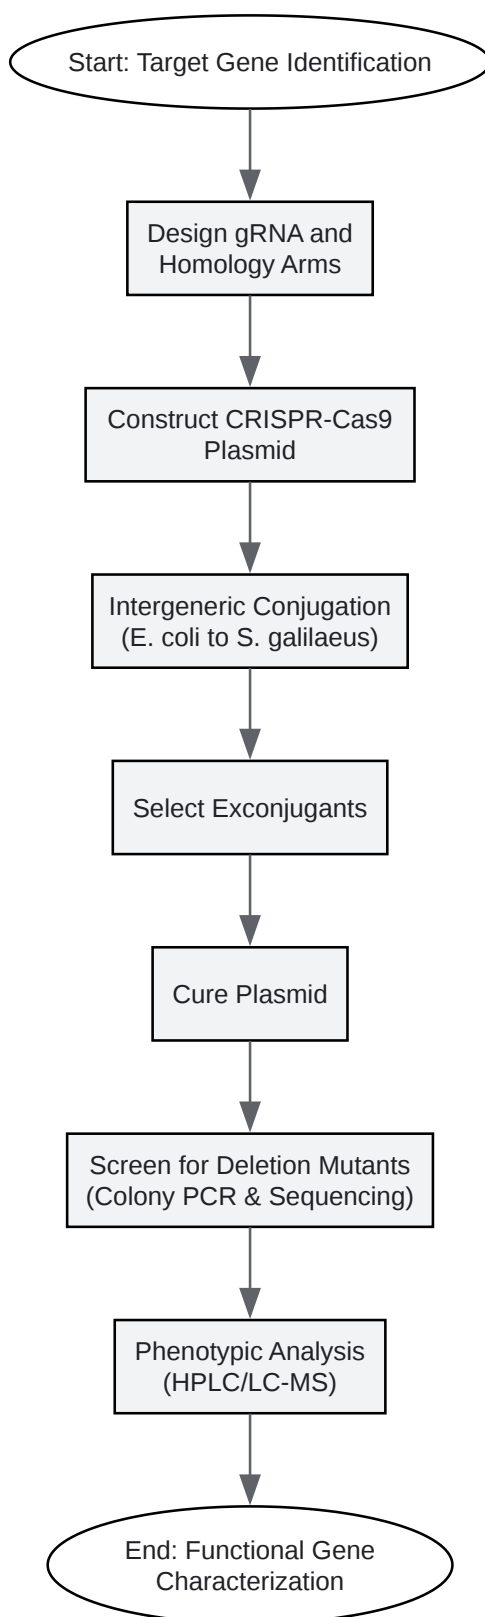 Start: Target Gene Identification
Design gRNA and
Homology Arms
Construct CRISPR-Cas9
Plasmid
Intergeneric Conjugation
(E. coli to S. galilaeus)
Select Exconjugants
Cure Plasmid
Screen for Deletion Mutants
(Colony PCR & Sequencing)
Phenotypic Analysis
(HPLC/LC-MS)
End: Functional Gene
Characterization